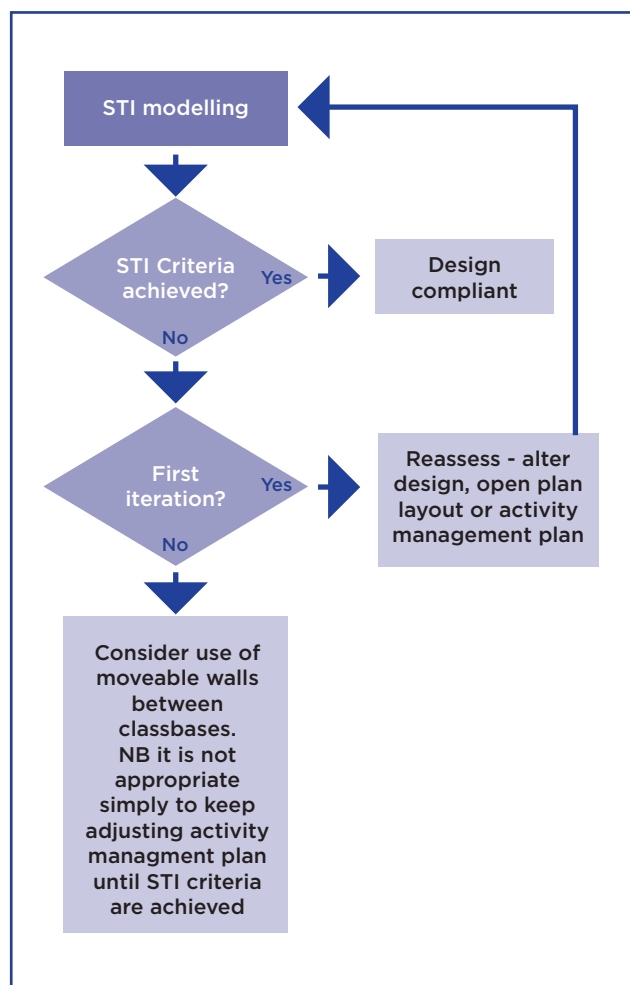 STI modelling
STI Criteria
achieved?
Yes
No
Design
compliant
First
iteration?
Yes
No
Reassess - alter
design, open plan
layout or activity
management plan
Consider use of
moveable walls
between
classbases.
NB it is not
appropriate
simply to keep
adjusting activity
managment plan
until STI criteria
are achieved